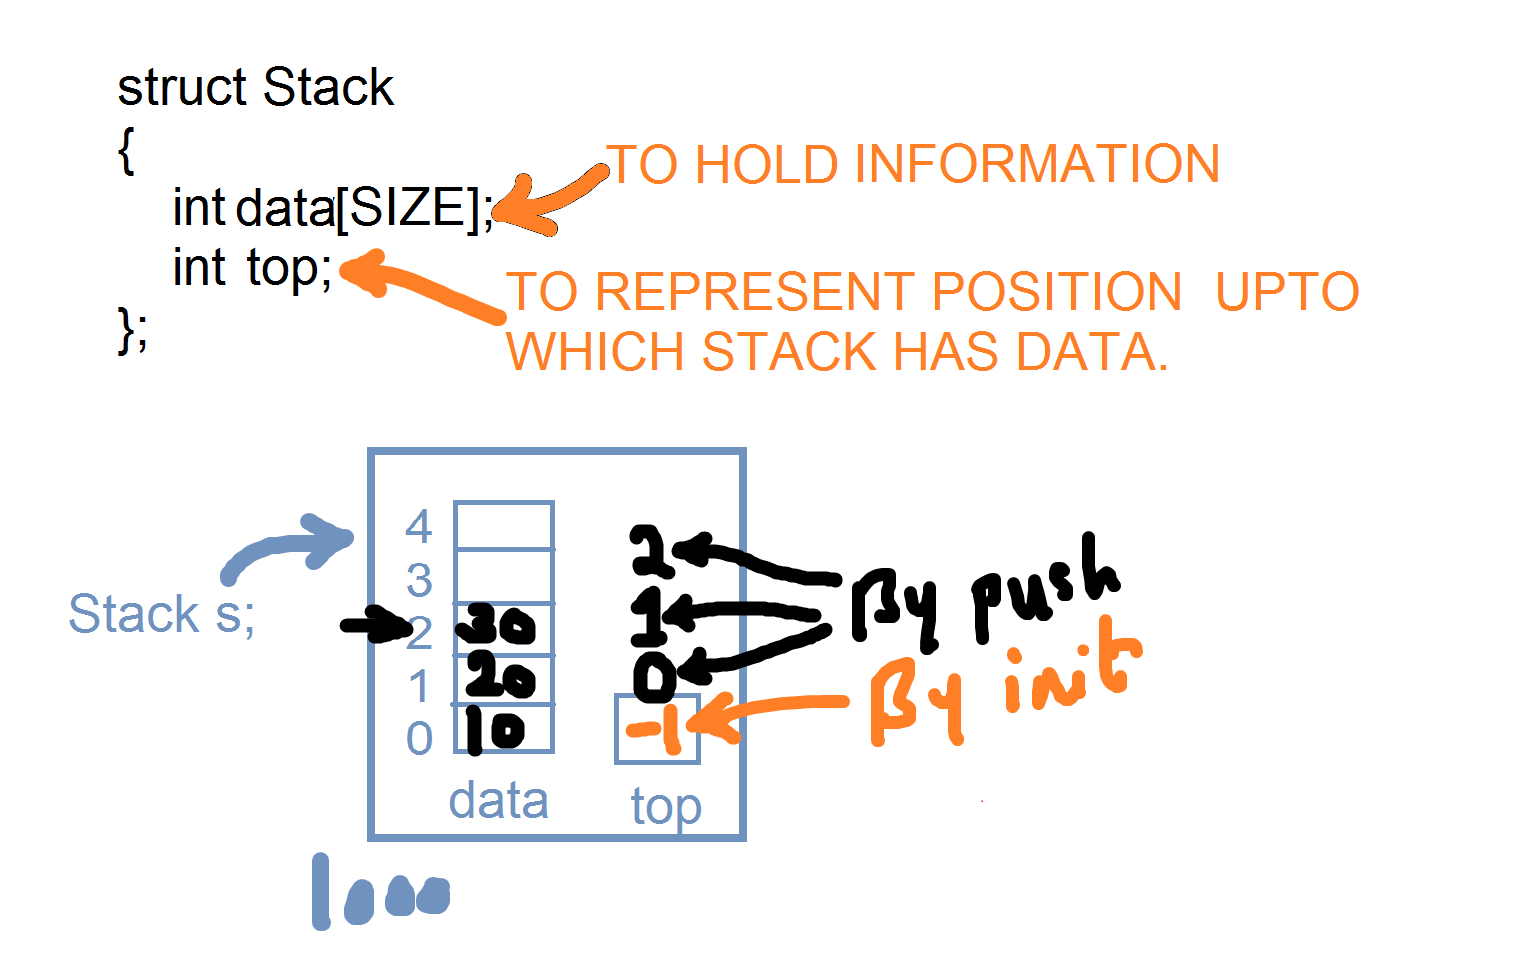 struct Stack
{
int data[SIZE];
TO HOLD INFORMATION
int top;
TO REPRESENT POSITION UPTO
WHICH STACK HAS DATA.
};
Stack s;
4
3
2 30
1 20
0 10
data
2
1
0
-1
top
By push
By init
1000